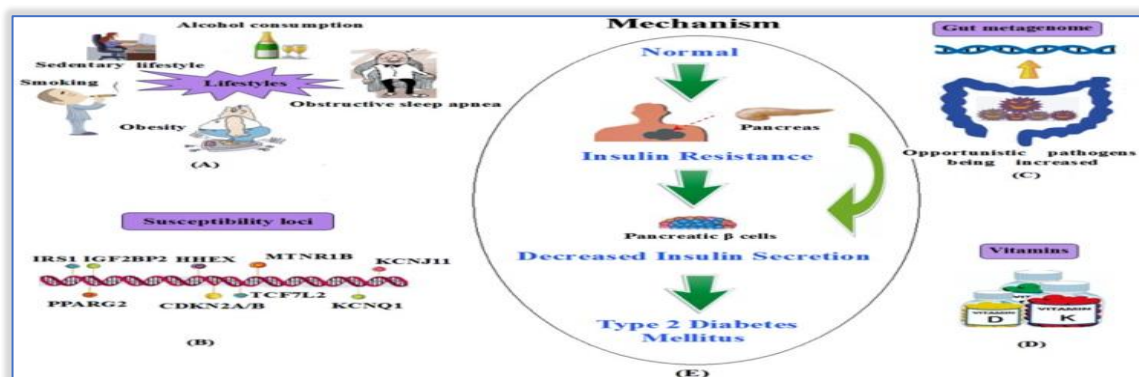 Alcohol consumption
Sedentary lifestyle
Smoking
Lifestyles
Obstructive sleep apnea
Obesity
(A)
Susceptibility loci
IRS1 IGF2BP2 HHEX MTNR1B KCNJ11
PPARG2 CDKN2A/B TCF7L2 KCNQ1
(B)
Mechanism
Normal
Pancreas
Insulin Resistance
Pancreatic β cells
Decreased Insulin Secretion
Type 2 Diabetes
Mellitus
(E)
Gut metagenome
Opportunistic pathogens
being increased
(C)
Vitamins
VITAMIN
D
VITAMIN
K
(D)